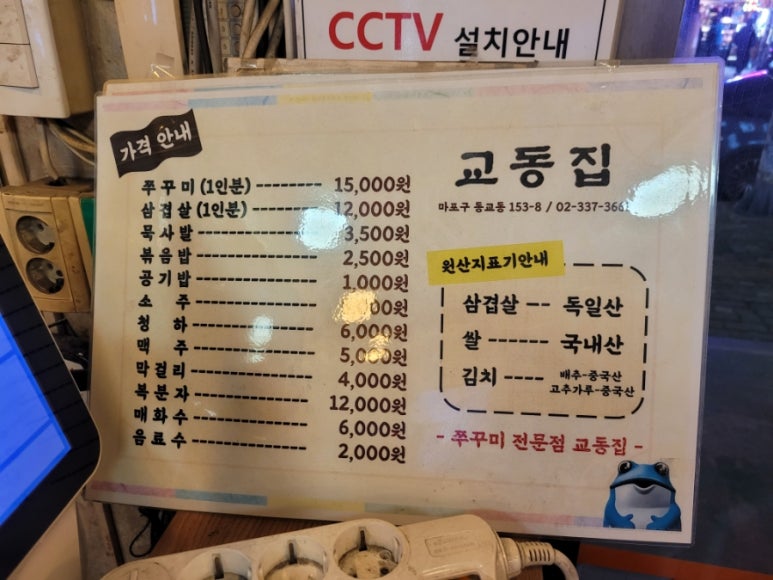 CCTV 설치안내
가격 안내
쭈꾸미 (1인분) --------- 15,000원
삼겹살 (1인분) --------- 12,000원
묵사발 3,500원
볶음밥 2,500원
공기밥 1,000원
소 주 00원
청 하 6,000원
맥 주 5,000원
막걸리 4,000원
복분자 12,000원
매화수 6,000원
음료수 2,000원
교동집
마포구 동교동 153-8 / 02-337-366
원산지표기안내
삼겹살 --- 독일산
쌀 ------ 국내산
김치 ---- 배추-중국산
고추가루-중국산
- 쭈꾸미 전문점 교동집 -